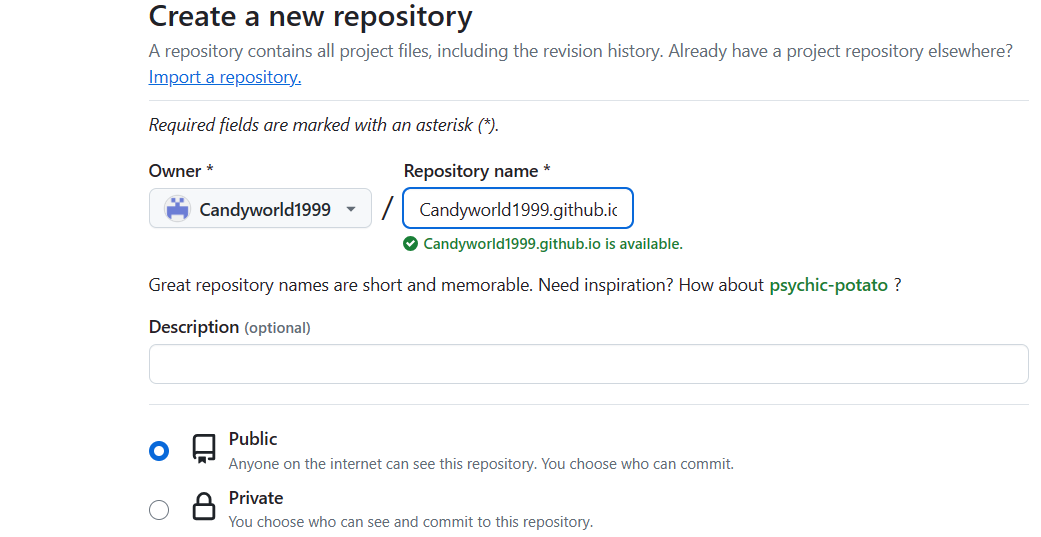 Create a new repository
A repository contains all project files, including the revision history. Already have a project repository elsewhere?
Import a repository.
Required fields are marked with an asterisk (*).
Owner * Repository name *
Candyworld1999 / Candyworld1999.github.io
Candyworld1999.github.io is available.
Great repository names are short and memorable. Need inspiration? How about psychic-potato ?
Description (optional)
Public
Anyone on the internet can see this repository. You choose who can commit.
Private
You choose who can see and commit to this repository.